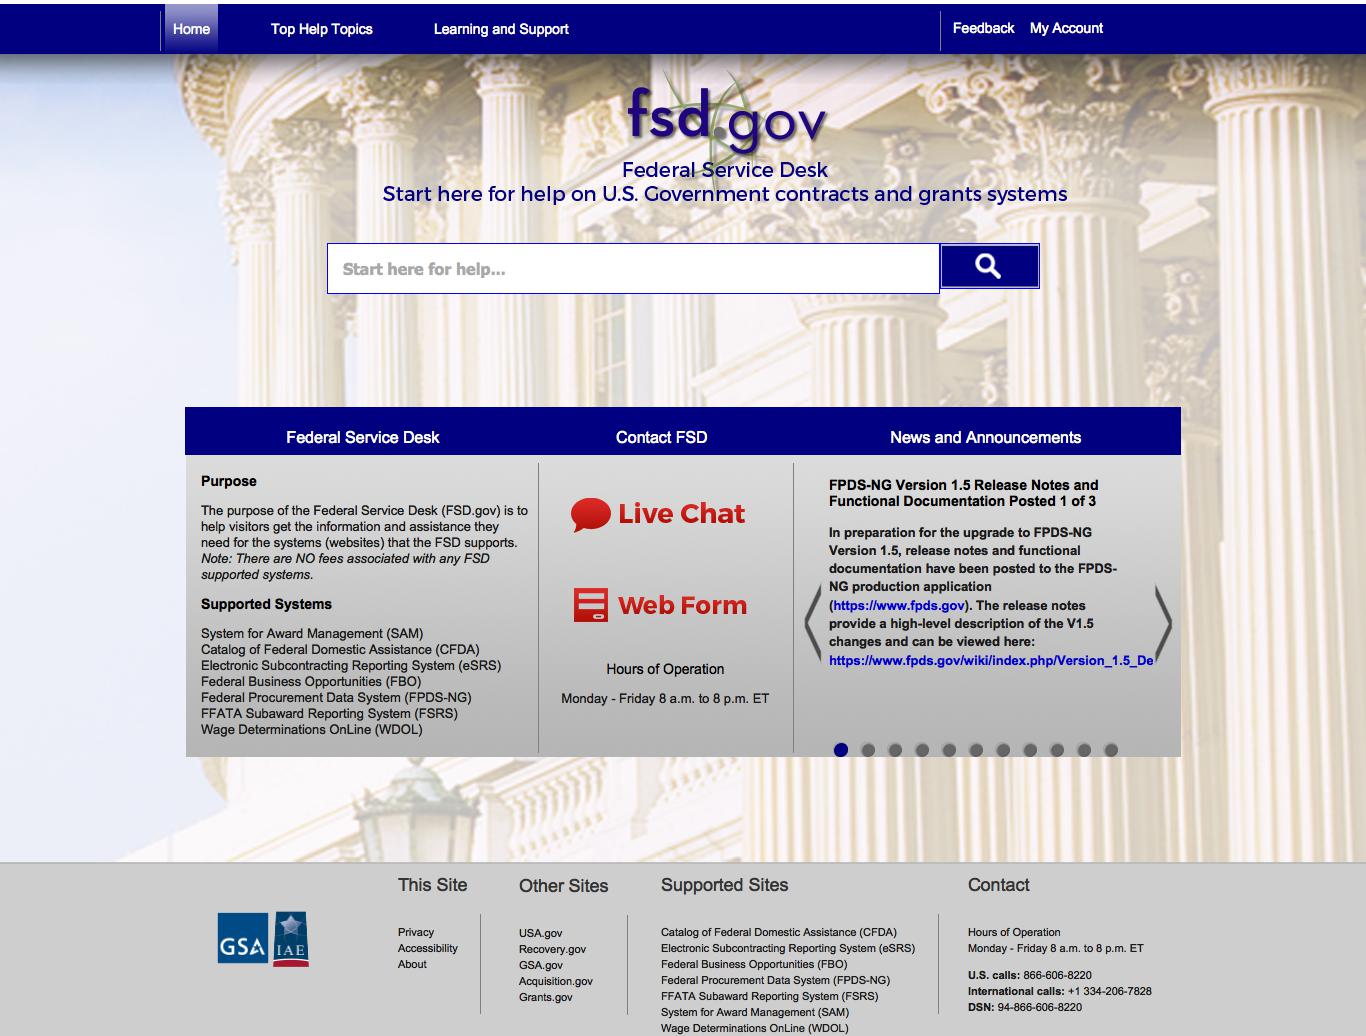 Home
Top Help Topics
Learning and Support
Feedback
My Account
fsd.gov
Federal Service Desk
Start here for help on U.S. Government contracts and grants systems
Start here for help...
Federal Service Desk
Purpose
The purpose of the Federal Service Desk (FSD.gov) is to
help visitors get the information and assistance they
need for the systems (websites) that the FSD supports.
Note: There are NO fees associated with any FSD
supported systems.
Supported Systems
System for Award Management (SAM)
Catalog of Federal Domestic Assistance (CFDA)
Electronic Subcontracting Reporting System (eSRS)
Federal Business Opportunities (FBO)
Federal Procurement Data System (FPDS-NG)
FFATA Subaward Reporting System (FSRS)
Wage Determinations OnLine (WDOL)
Contact FSD
Live Chat
Web Form
Hours of Operation
Monday - Friday 8 a.m. to 8 p.m. ET
News and Announcements
FPDS-NG Version 1.5 Release Notes and
Functional Documentation Posted 1 of 3
In preparation for the upgrade to FPDS-NG
Version 1.5, release notes and functional
documentation have been posted to the FPDS-
NG production application
(https://www.fpds.gov). The release notes
provide a high-level description of the V1.5
changes and can be viewed here:
https://www.fpds.gov/wiki/index.php/Version_1.5_De
GSA
IAE
This Site
Privacy
Accessibility
About
Other Sites
USA.gov
Recovery.gov
GSA.gov
Acquisition.gov
Grants.gov
Supported Sites
Catalog of Federal Domestic Assistance (CFDA)
Electronic Subcontracting Reporting System (eSRS)
Federal Business Opportunities (FBO)
Federal Procurement Data System (FPDS-NG)
FFATA Subaward Reporting System (FSRS)
System for Award Management (SAM)
Wage Determinations OnLine (WDOL)
Contact
Hours of Operation
Monday - Friday 8 a.m. to 8 p.m. ET
U.S. calls: 866-606-8220
International calls: +1 334-206-7828
DSN: 94-866-606-8220